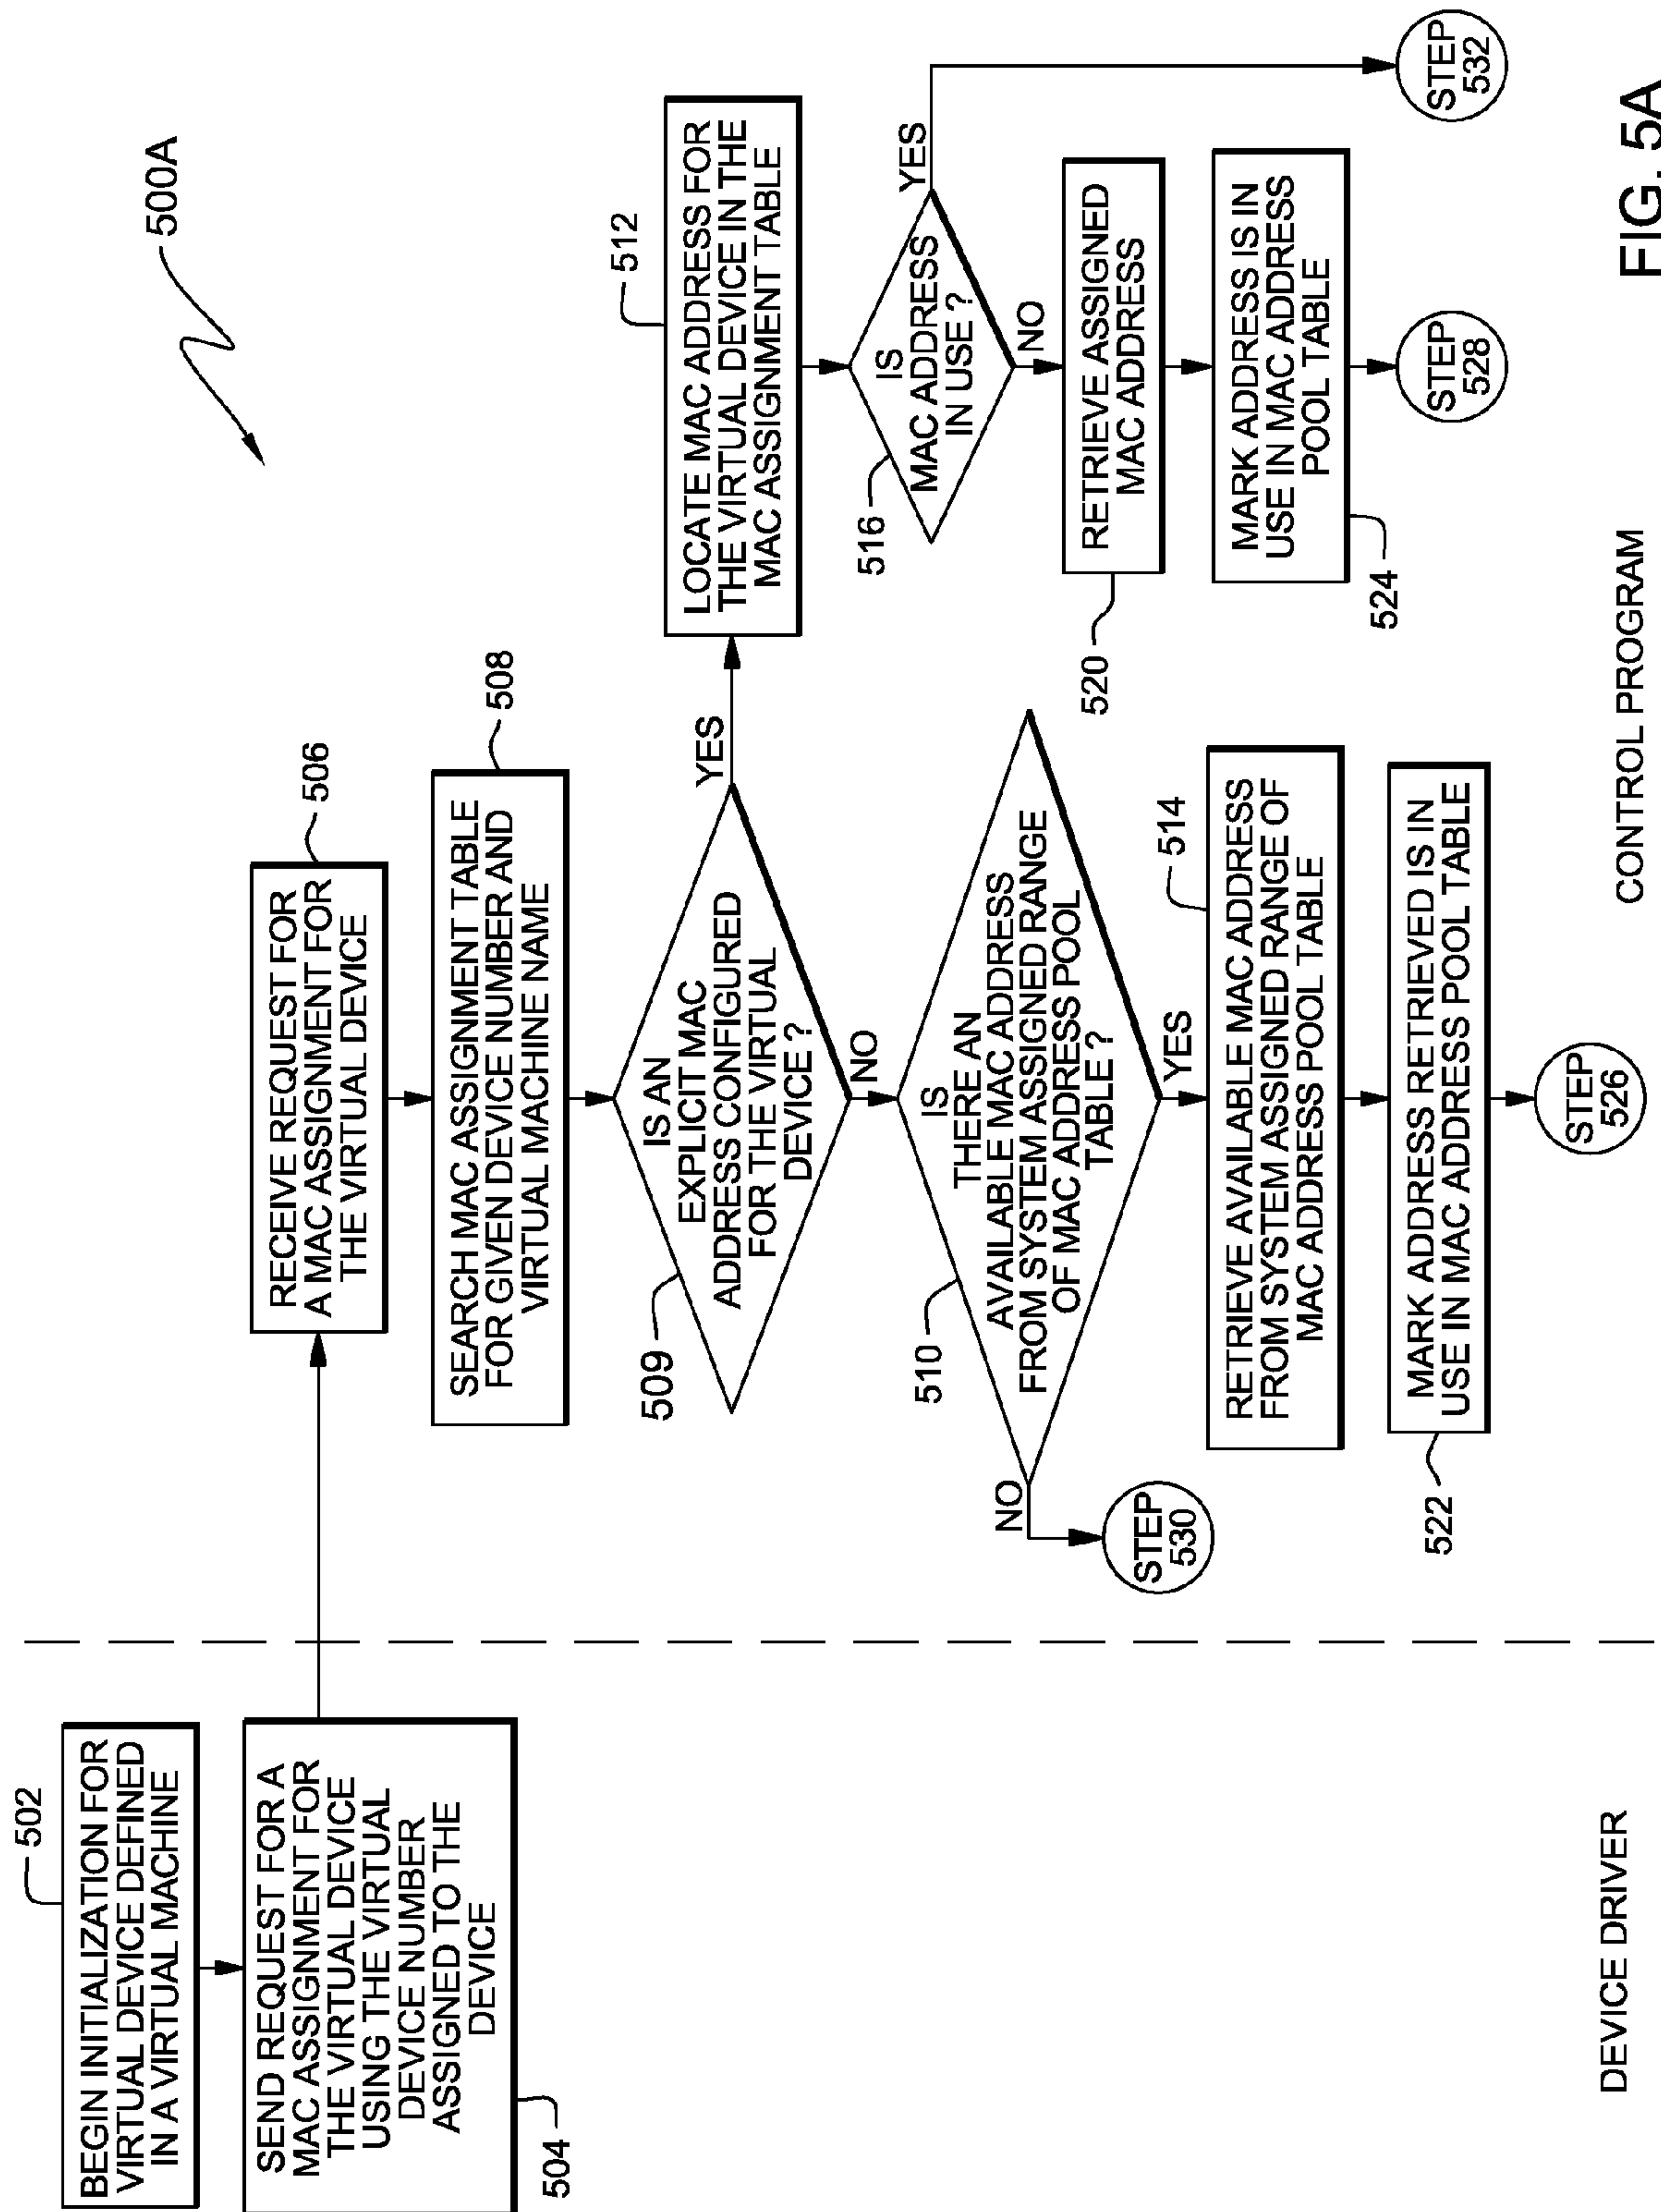 500A
502
BEGIN INITIALIZATION FOR
VIRTUAL DEVICE DEFINED
IN A VIRTUAL MACHINE
SEND REQUEST FOR A
MAC ASSIGNMENT FOR
THE VIRTUAL DEVICE
USING THE VIRTUAL
DEVICE NUMBER
ASSIGNED TO THE
DEVICE
504
DEVICE DRIVER
506
RECEIVE REQUEST FOR
A MAC ASSIGNMENT FOR
THE VIRTUAL DEVICE
508
SEARCH MAC ASSIGNMENT TABLE
FOR GIVEN DEVICE NUMBER AND
VIRTUAL MACHINE NAME
509
IS AN
EXPLICIT MAC
ADDRESS CONFIGURED
FOR THE VIRTUAL
DEVICE ?
YES
NO
510
IS
THERE AN
AVAILABLE MAC ADDRESS
FROM SYSTEM ASSIGNED RANGE
OF MAC ADDRESS POOL
TABLE ?
NO
STEP
530
YES
514
RETRIEVE AVAILABLE MAC ADDRESS
FROM SYSTEM ASSIGNED RANGE OF
MAC ADDRESS POOL TABLE
522
MARK ADDRESS RETRIEVED IS IN
USE IN MAC ADDRESS POOL TABLE
STEP
526
512
LOCATE MAC ADDRESS FOR
THE VIRTUAL DEVICE IN THE
MAC ASSIGNMENT TABLE
516
IS
MAC ADDRESS
IN USE ?
YES
NO
520
RETRIEVE ASSIGNED
MAC ADDRESS
524
MARK ADDRESS IS IN
USE IN MAC ADDRESS
POOL TABLE
STEP
528
STEP
532
CONTROL PROGRAM
FIG. 5A